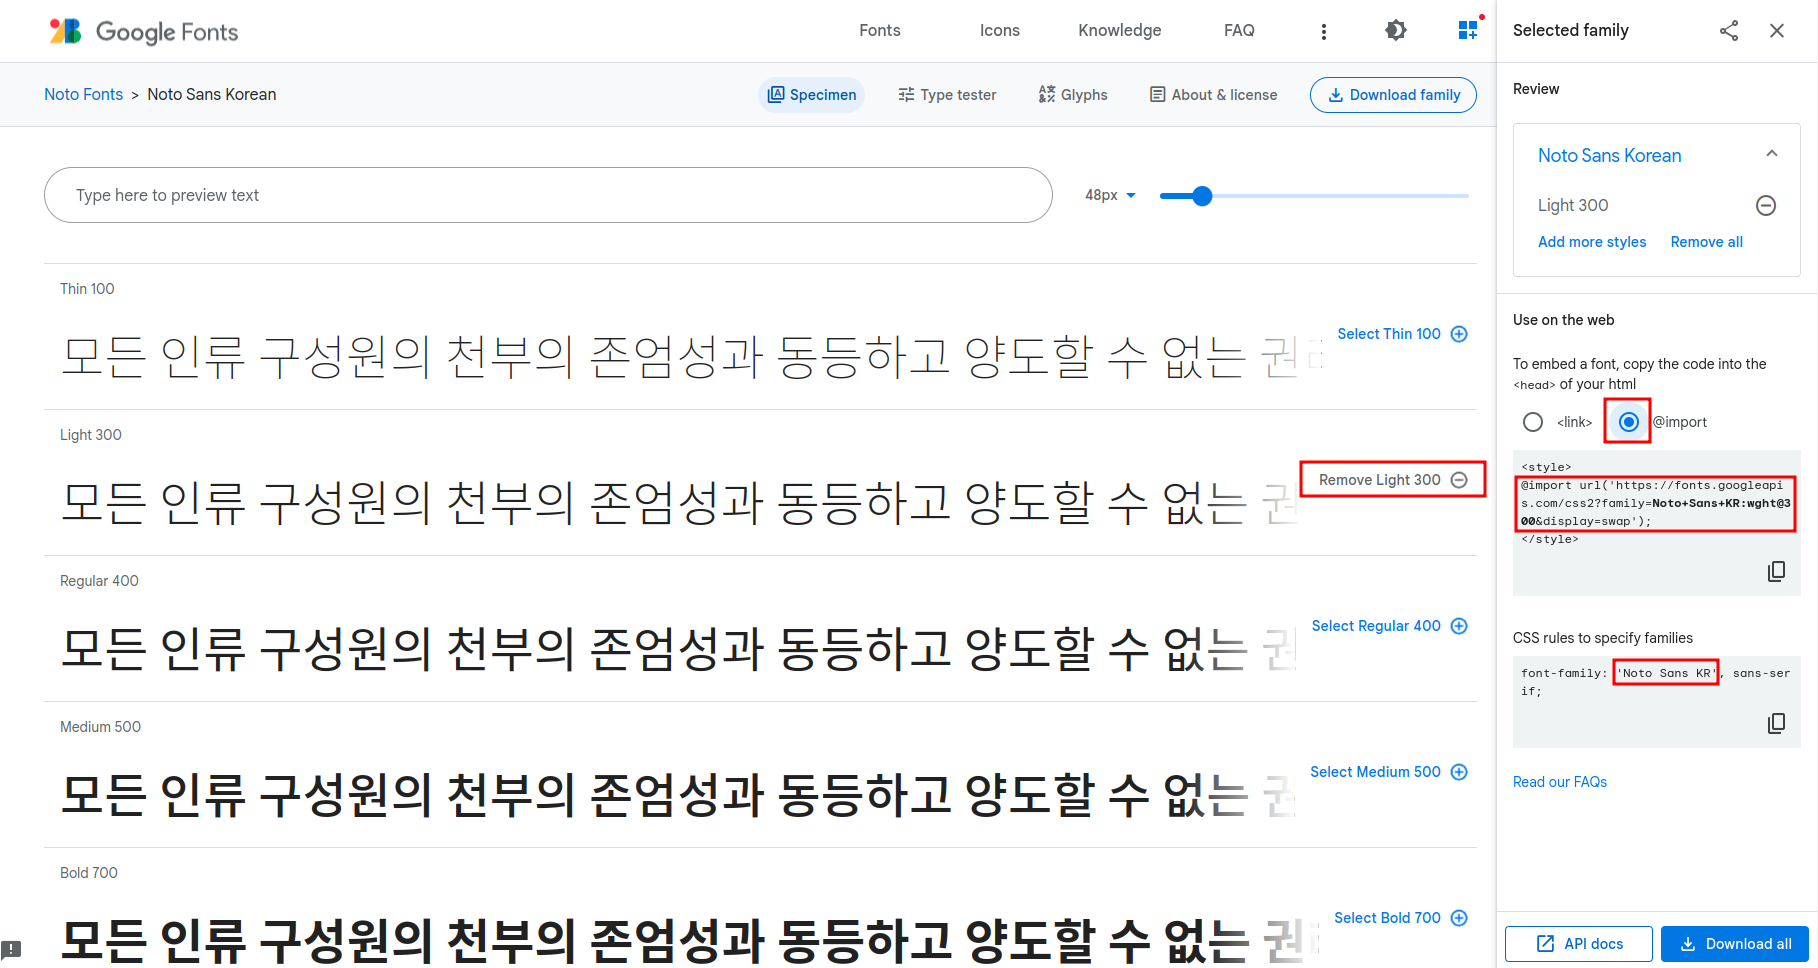 Google Fonts
Fonts
Icons
Knowledge
FAQ
Noto Fonts > Noto Sans Korean
Specimen
Type tester
Glyphs
About & license
Download family
Type here to preview text
48px
Thin 100
모든 인류 구성원의 천부의 존엄성과 동등하고 양도할 수 없는
Select Thin 100
Light 300
모든 인류 구성원의 천부의 존엄성과 동등하고 양도할 수 없는
Remove Light 300
Regular 400
모든 인류 구성원의 천부의 존엄성과 동등하고 양도할 수 없는
Select Regular 400
Medium 500
모든 인류 구성원의 천부의 존엄성과 동등하고 양도할 수 없는
Select Medium 500
Bold 700
모든 인류 구성원의 천부의 존엄성과 동등하고 양도할 수 없는
Select Bold 700
Selected family
Review
Noto Sans Korean
Light 300
Add more styles
Remove all
Use on the web
To embed a font, copy the code into the
<head> of your html
<link>
@import
<style>
@import url('https://fonts.googleapi
s.com/css2?family=Noto+Sans+KR:wght@3
00&display=swap');
</style>
CSS rules to specify families
font-family: 'Noto Sans KR', sans-ser
if;
Read our FAQs
API docs
Download all